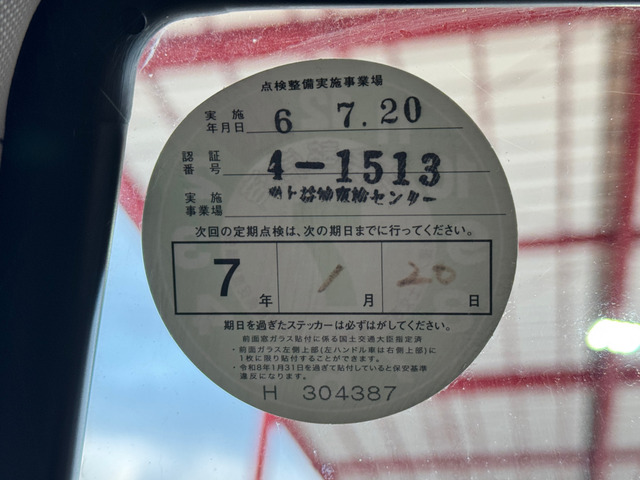 点検整備実施事業場
実施
年月日 6 7.20
認証
番号 4-1513
実施
事業場 センター
次回の定期点検は、次の期日までに行ってください。
7年 1月 20日
期日を過ぎたステッカーは必ずはがしてください。
前面窓ガラス貼付に係る国土交通大臣指定済
・前面ガラス左側上部(左ハンドル車は右側上部)に
1枚に限り貼付することができます。
・令和8年1月31日を過ぎて貼付していると保安基準
違反になります。
H 304387